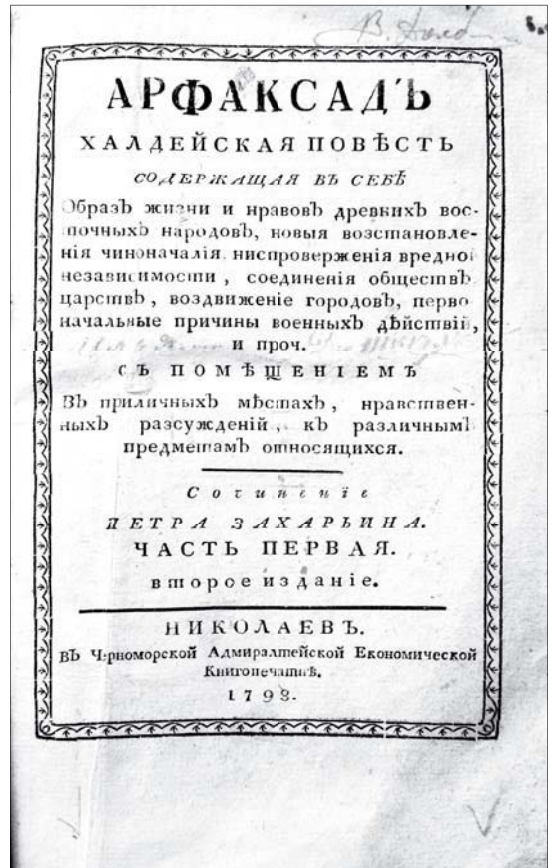 АРФАКСАДЪ
ХАЛДЕЙСКАЯ ПОВѢСТЬ
СОДЕРЖАЩАЯ ВЪ СЕБѢ
Образъ жизни и нравовъ древнихъ вос-
точныхъ народовъ, новыя возстановле-
нія чиноначалія ниспроверженія вредной
независимости, соединенія обществъ
царствъ, воздвиженіе городовъ, перво
начальные причины военныхъ дѣйствій,
и проч.
СЪ ПОМѢЩЕНІЕМЪ
Въ приличныхъ мѣстахъ, нравствен-
ныхъ разсужденій, къ различнымъ
предметамъ относящихся.
Сочиненїе
ПЕТРА ЗАХАРЬИНА.
ЧАСТЬ ПЕРВАЯ.
второе изданіе.
НИКОЛАЕВЪ.
Въ Черноморской Адмиралтейской Економической
Книгопечатнѣ.
1798.